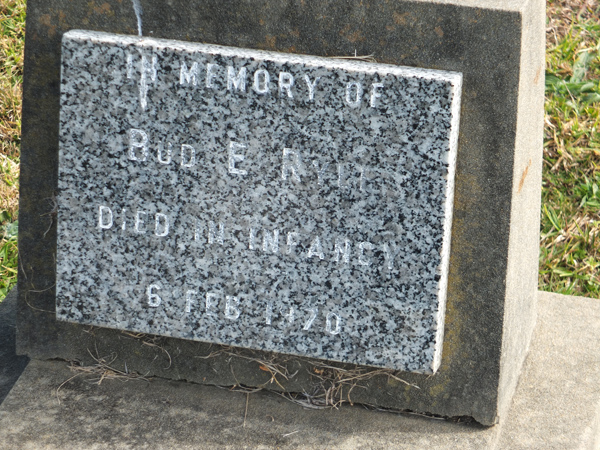 IN MEMORY OF
BUD E
DIED IN INFANCY
6 FEB 1970